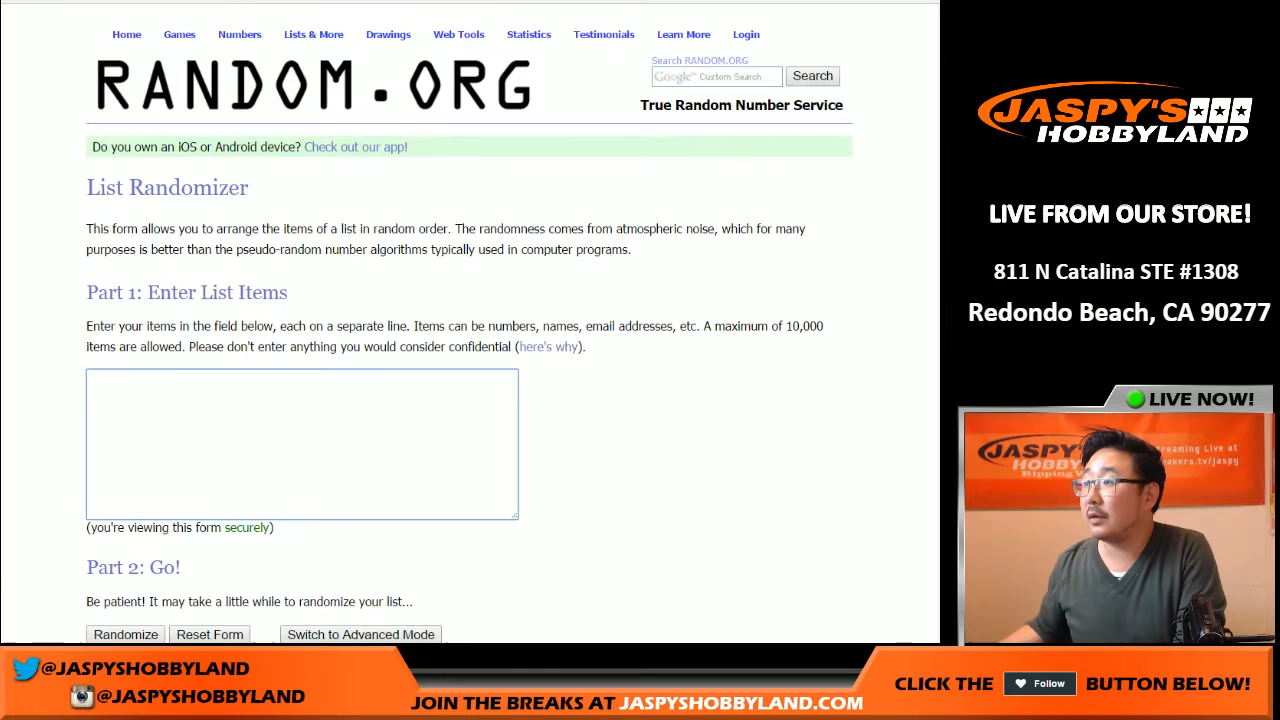 Home Games Numbers Lists & More Drawings Web Tools Statistics Testimonials Learn More Login
RANDOM.ORG
Search RANDOM.ORG
Google™ Custom Search
Search
True Random Number Service
Do you own an iOS or Android device? Check out our app!
List Randomizer
This form allows you to arrange the items of a list in random order. The randomness comes from atmospheric noise, which for many
purposes is better than the pseudo-random number algorithms typically used in computer programs.
Part 1: Enter List Items
Enter your items in the field below, each on a separate line. Items can be numbers, names, email addresses, etc. A maximum of 10,000
items are allowed. Please don't enter anything you would consider confidential (here's why).
(you're viewing this form securely)
Part 2: Go!
Be patient! It may take a little while to randomize your list...
Randomize Reset Form Switch to Advanced Mode
JASPY'S
HOBBYLAND
LIVE FROM OUR STORE!
811 N Catalina STE #1308
Redondo Beach, CA 90277
LIVE NOW!
JASPY'
HOBBYLAND
Ripping
treaming Live at
akers.tv/jaspy
@JASPYSHOBBYLAND
@JASPYSHOBBYLAND
JOIN THE BREAKS AT JASPYSHOBBYLAND.COM
CLICK THE Follow BUTTON BELOW!